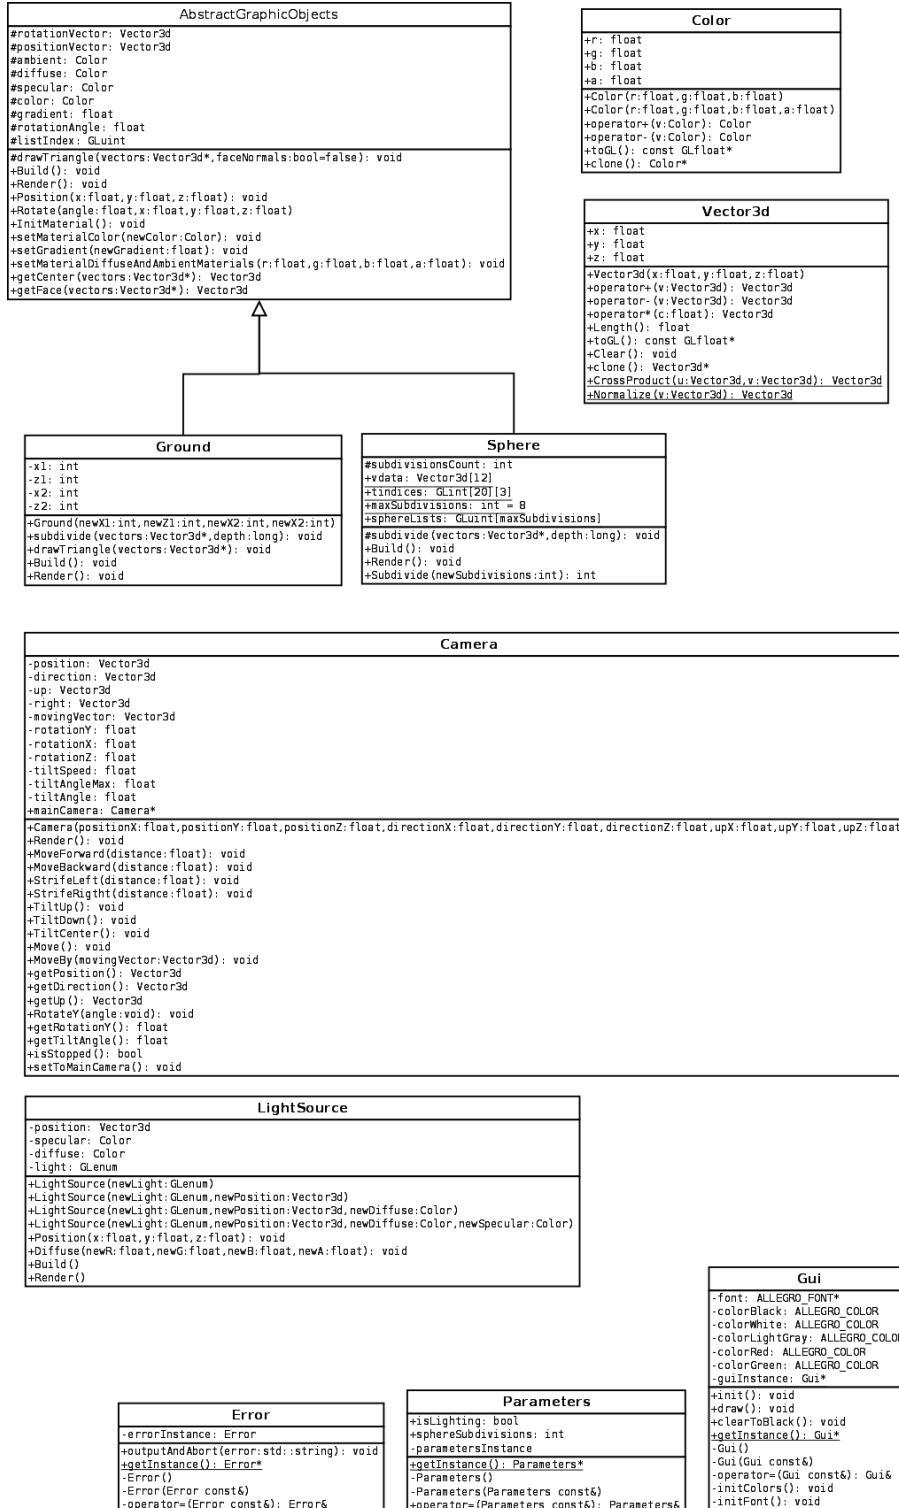 AbstractGraphicObjects
#rotationVector: Vector3d
#positionVector: Vector3d
#ambient: Color
#diffuse: Color
#specular: Color
#color: Color
#gradient: float
#rotationAngle: float
#listIndex: GLuint
#drawTriangle(vectors:Vector3d*,faceNormals:bool=false): void
+Build(): void
+Render(): void
+Position(x:float,y:float,z:float): void
+Rotate(angle:float,x:float,y:float,z:float)
+InitMaterial(): void
+setMaterialColor(newColor:Color): void
+setGradient(newGradient:float): void
+setMaterialDiffuseAndAmbientMaterials(r:float,g:float,b:float,a:float): void
+getCenter(vectors:Vector3d*): Vector3d
+getFace(vectors:Vector3d*): Vector3d
Color
+r: float
+g: float
+b: float
+a: float
+Color(r:float,g:float,b:float)
+Color(r:float,g:float,b:float,a:float)
+operator+(v:Color): Color
+operator-(v:Color): Color
+toGL(): const GLfloat*
+clone(): Color*
Vector3d
+x: float
+y: float
+z: float
+Vector3d(x:float,y:float,z:float)
+operator+(v:Vector3d): Vector3d
+operator-(v:Vector3d): Vector3d
+operator*(c:float): Vector3d
+Length(): float
+toGL(): const GLfloat*
+Clear(): void
+clone(): Vector3d*
+CrossProduct(u:Vector3d,v:Vector3d): Vector3d
+Normalize(v:Vector3d): Vector3d
Ground
-x1: int
-z1: int
-x2: int
-z2: int
+Ground(newX1:int,newZ1:int,newX2:int,newX2:int)
+subdivide(vectors:Vector3d*,depth:long): void
+drawTriangle(vectors:Vector3d*): void
+Build(): void
+Render(): void
Sphere
#subdivisionsCount: int
+vdata: Vector3d[12]
+tindices: GLint[20][3]
+maxSubdivisions: int = 8
+sphereLists: GLuint[maxSubdivisions]
#subdivide(vectors:Vector3d*,depth:long): void
+Build(): void
+Render(): void
+Subdivide(newSubdivisions:int): int
Camera
-position: Vector3d
-direction: Vector3d
-up: Vector3d
-right: Vector3d
-movingVector: Vector3d
-rotationY: float
-rotationX: float
-rotationZ: float
-tiltSpeed: float
-tiltAngleMax: float
-tiltAngle: float
+mainCamera: Camera*
+Camera(positionX:float,positionY:float,positionZ:float,directionX:float,directionY:float,directionZ:float,upX:float,upY:float,upZ:float
+Render(): void
+MoveForward(distance:float): void
+MoveBackward(distance:float): void
+StrifeLeft(distance:float): void
+StrifeRigtht(distance:float): void
+TiltUp(): void
+TiltDown(): void
+TiltCenter(): void
+Move(): void
+MoveBy(movingVector:Vector3d): void
+getPosition(): Vector3d
+getDirection(): Vector3d
+getUp(): Vector3d
+RotateY(angle:void): void
+getRotationY(): float
+getTiltAngle(): float
+isStopped(): bool
+setToMainCamera(): void
LightSource
-position: Vector3d
-specular: Color
-diffuse: Color
-light: GLenum
+LightSource(newLight:GLenum)
+LightSource(newLight:GLenum,newPosition:Vector3d)
+LightSource(newLight:GLenum,newPosition:Vector3d,newDiffuse:Color)
+LightSource(newLight:GLenum,newPosition:Vector3d,newDiffuse:Color,newSpecular:Color)
+Position(x:float,y:float,z:float): void
+Diffuse(newR:float,newG:float,newB:float,newA:float): void
+Build()
+Render()
Gui
-font: ALLEGRO_FONT*
-colorBlack: ALLEGRO_COLOR
-colorWhite: ALLEGRO_COLOR
-colorLightGray: ALLEGRO_COLOR
-colorRed: ALLEGRO_COLOR
-colorGreen: ALLEGRO_COLOR
-guiInstance: Gui*
+init(): void
+draw(): void
+clearToBlack(): void
+getInstance(): Gui*
-Gui()
-Gui(Gui const&)
-operator=(Gui const&): Gui&
-initColors(): void
-initFont(): void
Error
-errorInstance: Error
+outputAndAbort(error:std::string): void
+getInstance(): Error*
-Error()
-Error(Error const&)
-operator=(Error const&): Error&
Parameters
+isLighting: bool
+sphereSubdivisions: int
-parametersInstance
+getInstance(): Parameters*
-Parameters()
-Parameters(Parameters const&)
+operator=(Parameters const&): Parameters&